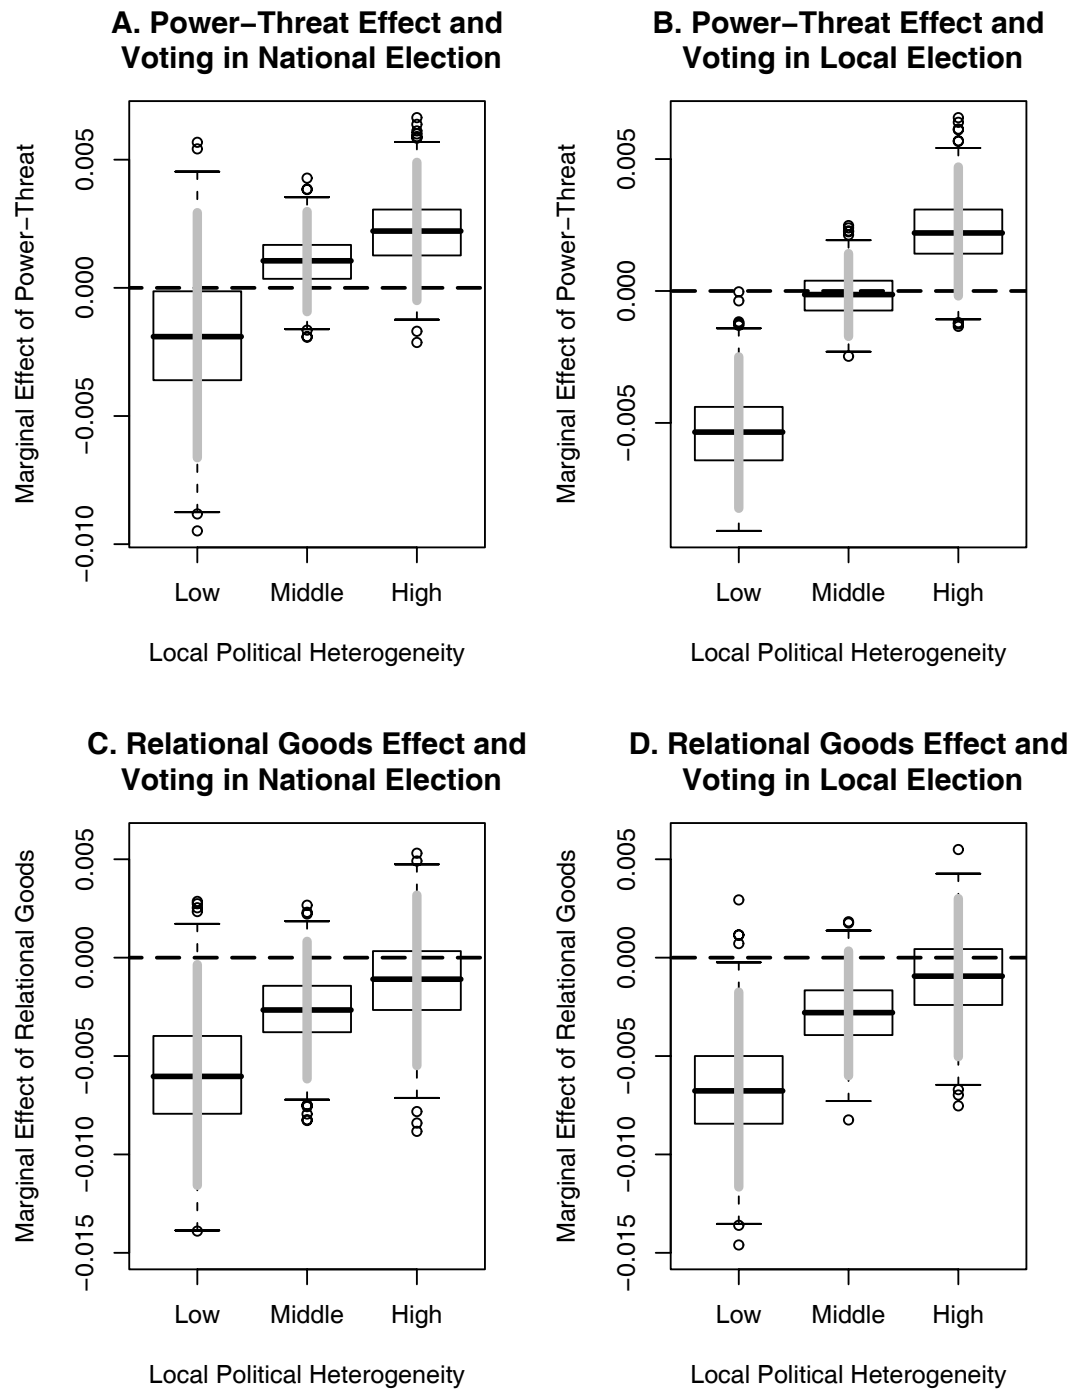 A. Power−Threat Effect and
Voting in National Election
Marginal Effect of Power−Threat
0.005
0.000
−0.005
−0.010
Low Middle High
Local Political Heterogeneity
B. Power−Threat Effect and
Voting in Local Election
Marginal Effect of Power−Threat
0.005
0.000
−0.005
Low Middle High
Local Political Heterogeneity
C. Relational Goods Effect and
Voting in National Election
Marginal Effect of Relational Goods
0.005
0.000
−0.005
−0.010
−0.015
Low Middle High
Local Political Heterogeneity
D. Relational Goods Effect and
Voting in Local Election
Marginal Effect of Relational Goods
0.005
0.000
−0.005
−0.010
−0.015
Low Middle High
Local Political Heterogeneity